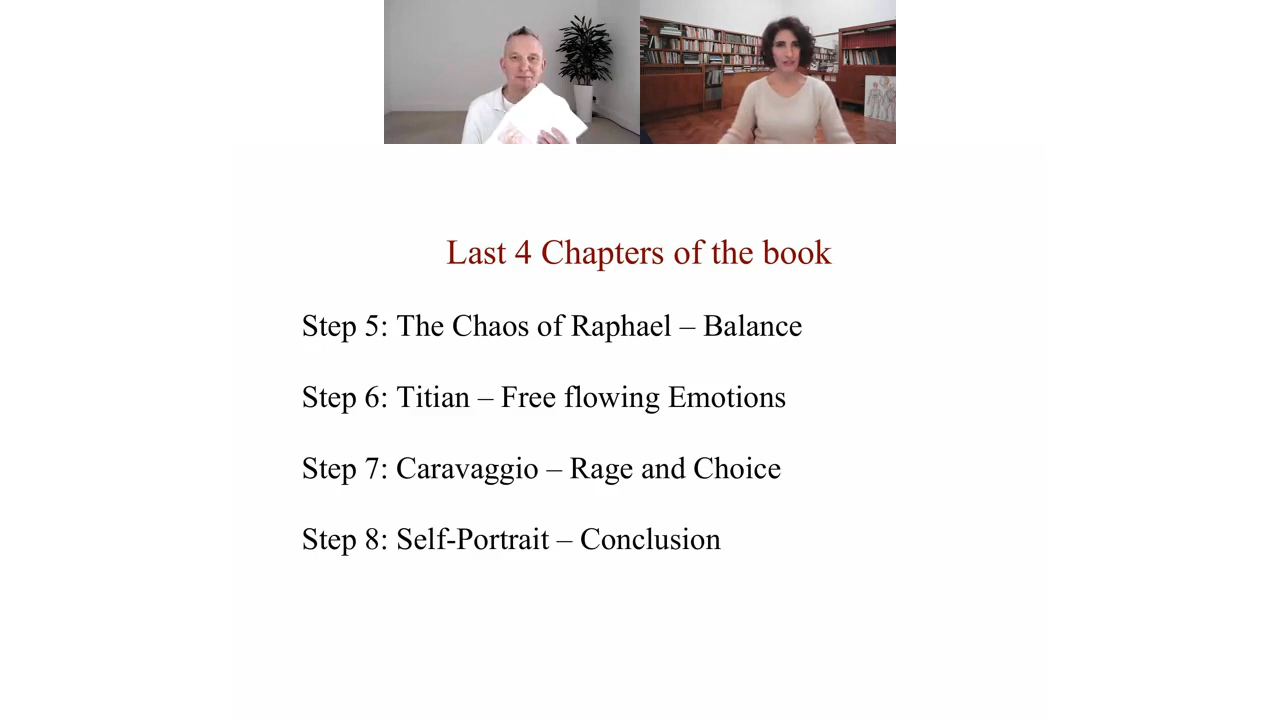 Last 4 Chapters of the book
Step 5: The Chaos of Raphael – Balance
Step 6: Titian – Free flowing Emotions
Step 7: Caravaggio – Rage and Choice
Step 8: Self-Portrait – Conclusion